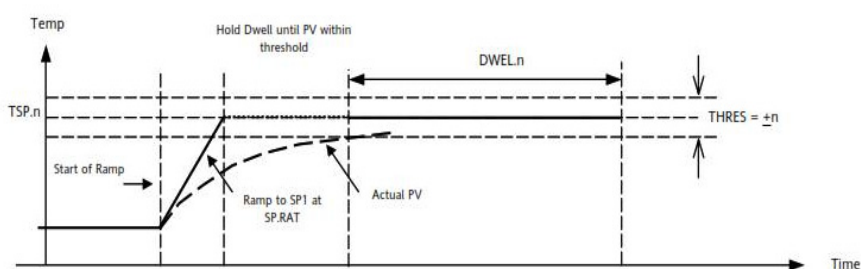 Temp
Hold Dwell until PV within
threshold
DWEL.n
TSP.n
THRES = +n
Start of Ramp
Ramp to SP1 at
SP.RAT
Actual PV
Time